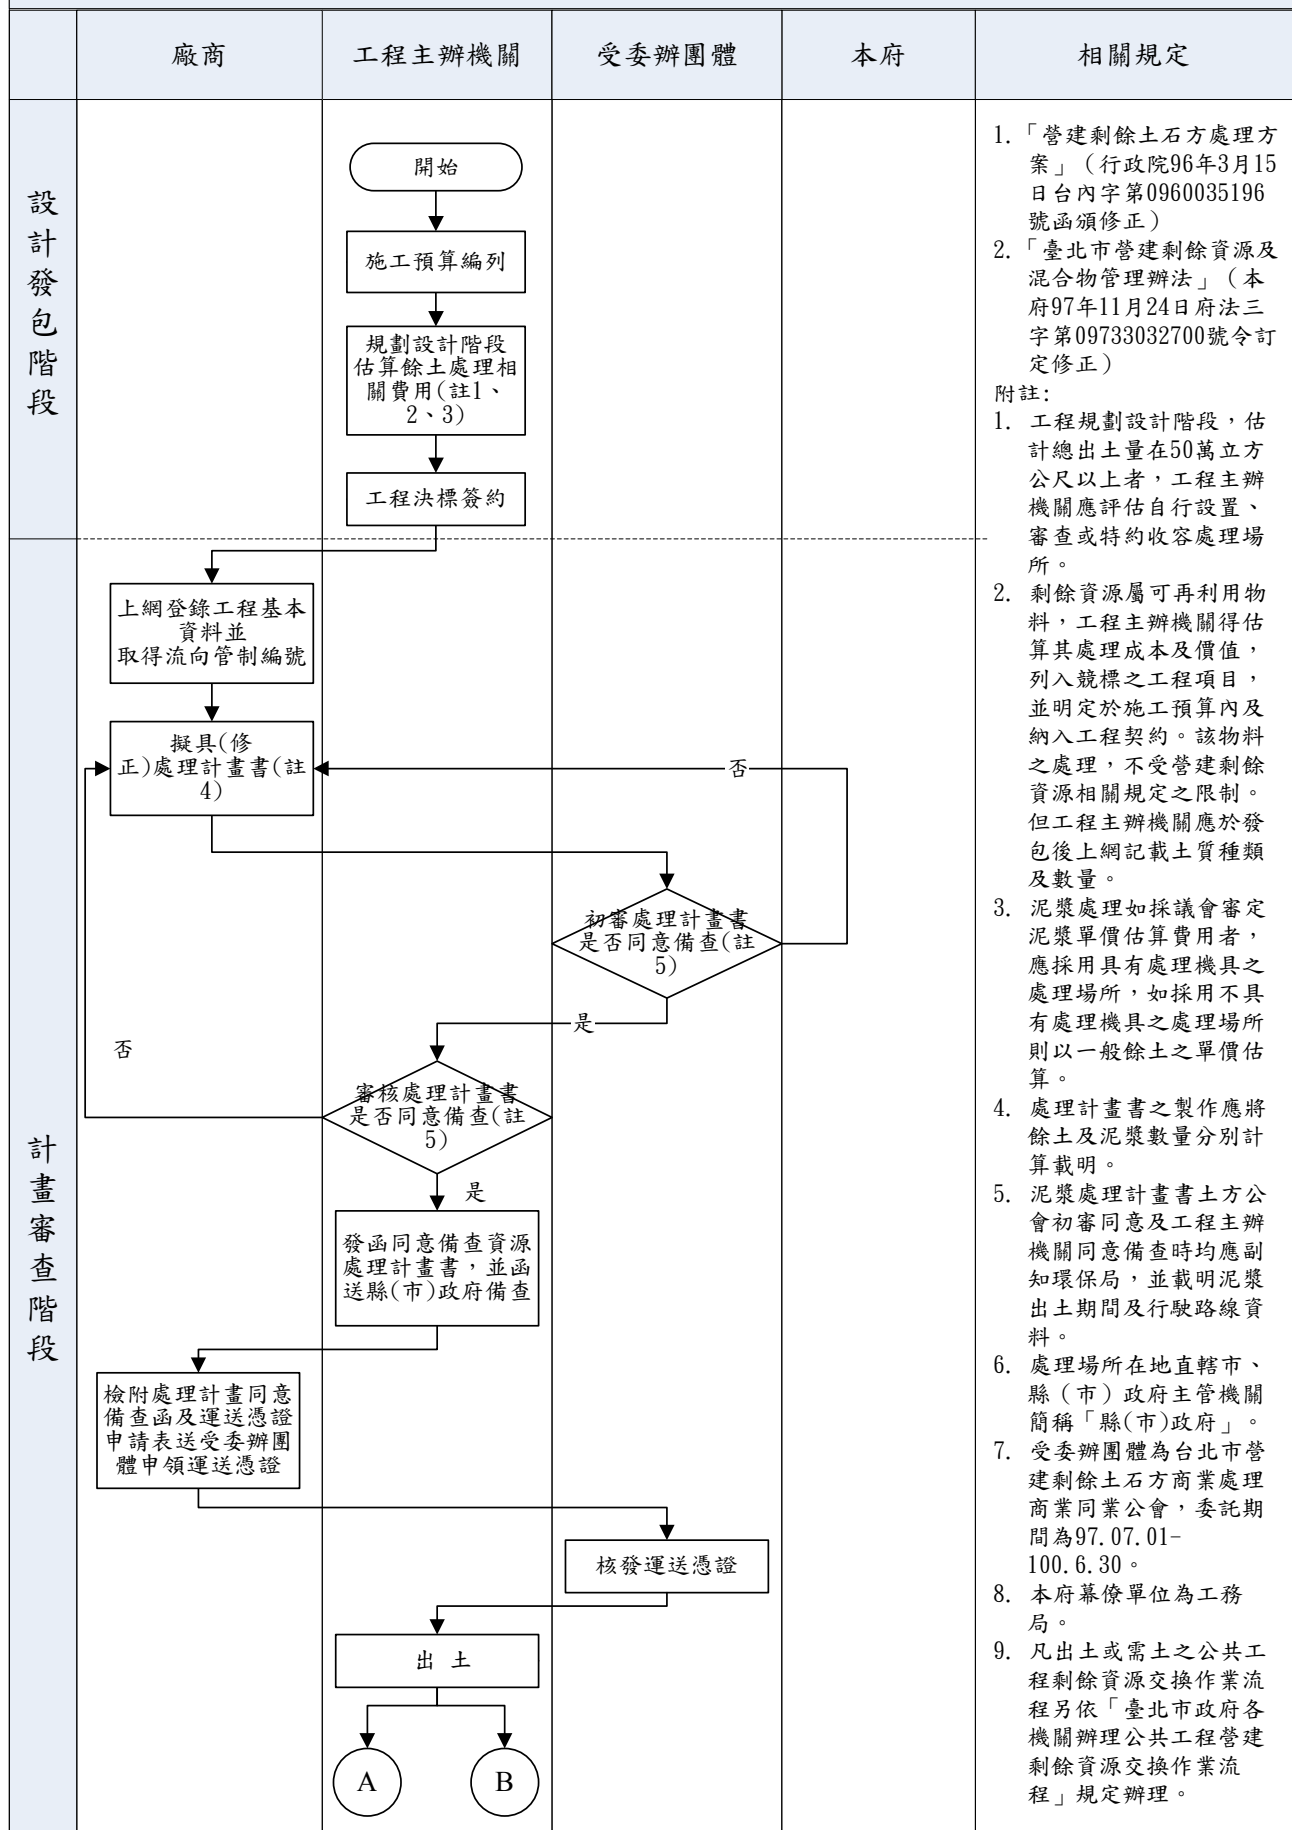 廠商
工程主辦機關
受委辦團體
本府
相關規定
設計發包階段
開始
施工預算編列
規劃設計階段
估算餘土處理相
關費用(註1、
2、3)
工程決標簽約
計畫審查階段
上網登錄工程基本
資料並
取得流向管制編號
擬具(修
正)處理計畫書(註
4)
否
初審處理計畫書
是否同意備查(註
5)
是
否
審核處理計畫書
是否同意備查(註
5)
是
發函同意備查資源
處理計畫書，並函
送縣(市)政府備查
檢附處理計畫同意
備查函及運送憑證
申請表送受委辦團
體申領運送憑證
核發運送憑證
出 土
A
B
1.「營建剩餘土石方處理方
案」（行政院96年3月15
日台內字第0960035196
號函頒修正）
2.「臺北市營建剩餘資源及
混合物管理辦法」（本
府97年11月24日府法三
字第09733032700號令訂
定修正）
附註:
1. 工程規劃設計階段，估
計總出土量在50萬立方
公尺以上者，工程主辦
機關應評估自行設置、
審查或特約收容處理場
所。
2. 剩餘資源屬可再利用物
料，工程主辦機關得估
算其處理成本及價值，
列入競標之工程項目，
並明定於施工預算內及
納入工程契約。該物料
之處理，不受營建剩餘
資源相關規定之限制。
但工程主辦機關應於發
包後上網記載土質種類
及數量。
3. 泥漿處理如採議會審定
泥漿單價估算費用者，
應採用具有處理機具之
處理場所，如採用不具
有處理機具之處理場所
則以一般餘土之單價估
算。
4. 處理計畫書之製作應將
餘土及泥漿數量分別計
算載明。
5. 泥漿處理計畫書土方公
會初審同意及工程主辦
機關同意備查時均應副
知環保局，並載明泥漿
出土期間及行駛路線資
料。
6. 處理場所在地直轄市、
縣（市）政府主管機關
簡稱「縣(市)政府」。
7. 受委辦團體為台北市營
建剩餘土石方商業處理
商業同業公會，委託期
間為97.07.01-
100.6.30。
8. 本府幕僚單位為工務
局。
9. 凡出土或需土之公共工
程剩餘資源交換作業流
程另依「臺北市政府各
機關辦理公共工程營建
剩餘資源交換作業流
程」規定辦理。